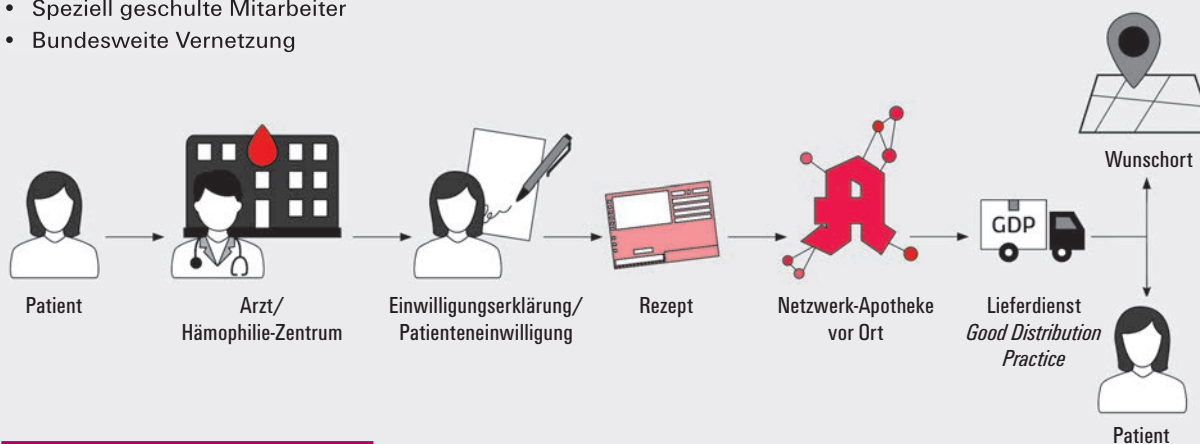 • Speziell geschulte Mitarbeiter
• Bundesweite Vernetzung
Patient
Arzt/
Hämophilie-Zentrum
Einwilligungserklärung/
Patienteneinwilligung
Rezept
Netzwerk-Apotheke
vor Ort
GDP
Lieferdienst
Good Distribution
Practice
Wunschort
Patient